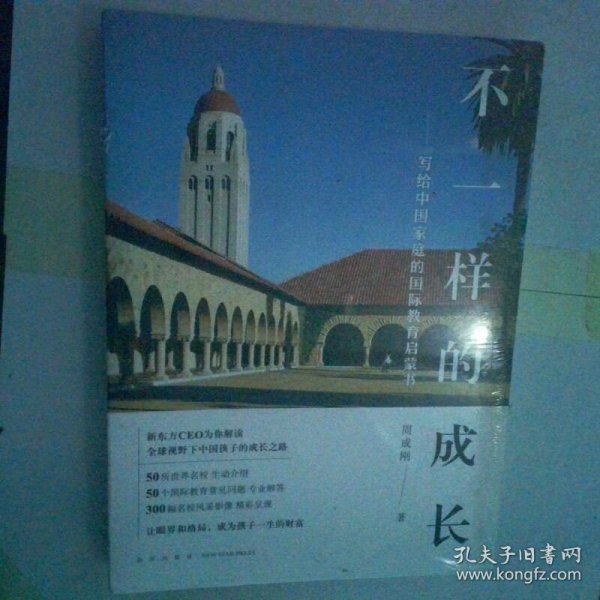 不一样的成长
写给中国家庭的国际教育启蒙书
周成刚 著
新东方CEO为你解读
全球视野下中国孩子的成长之路
50所世界名校 生动介绍
50个国际教育常见问题 专业解答
300幅名校风采影像 精彩呈现
让眼界和格局，成为孩子一生的财富
NEW STAR PRESS
孔夫子旧书网
www.kongfz.com